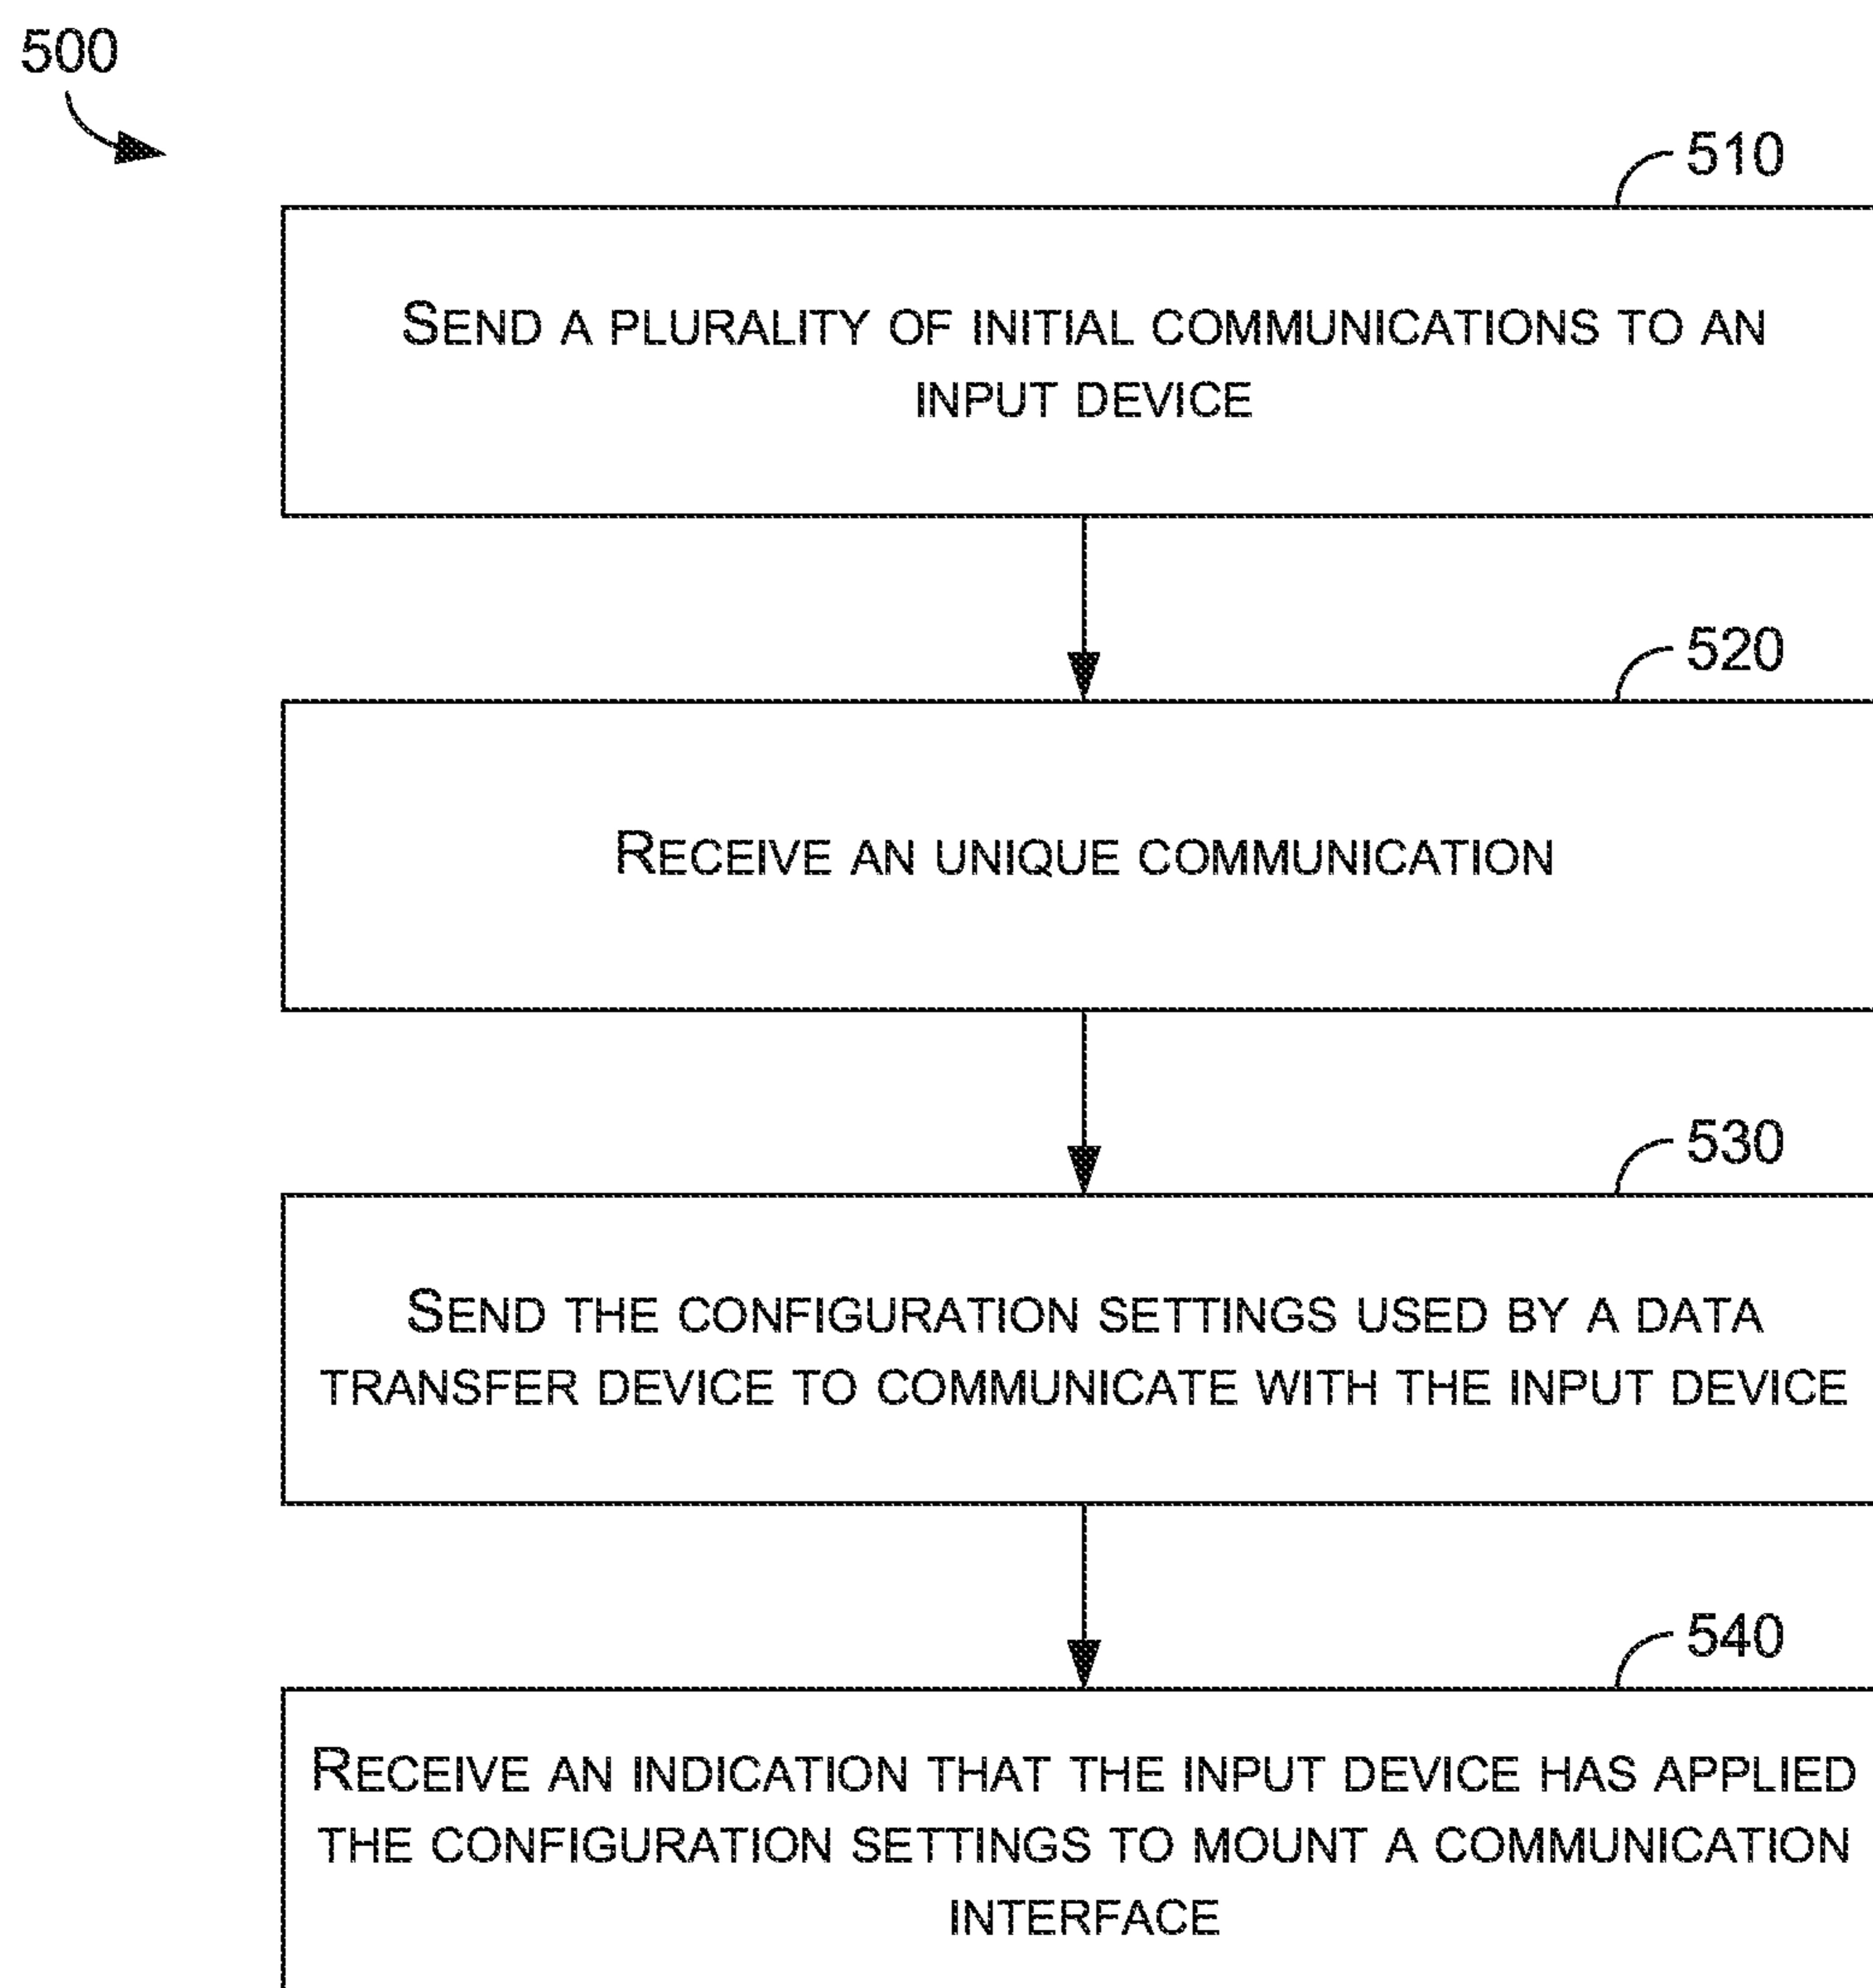 500
510
SEND A PLURALITY OF INITIAL COMMUNICATIONS TO AN
INPUT DEVICE
520
RECEIVE AN UNIQUE COMMUNICATION
530
SEND THE CONFIGURATION SETTINGS USED BY A DATA
TRANSFER DEVICE TO COMMUNICATE WITH THE INPUT DEVICE
540
RECEIVE AN INDICATION THAT THE INPUT DEVICE HAS APPLIED
THE CONFIGURATION SETTINGS TO MOUNT A COMMUNICATION
INTERFACE